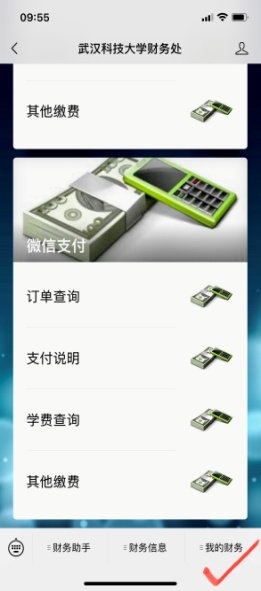 09:55
武汉科技大学财务处
其他缴费
微信支付
订单查询
支付说明
学费查询
其他缴费
财务助手
财务信息
我的财务